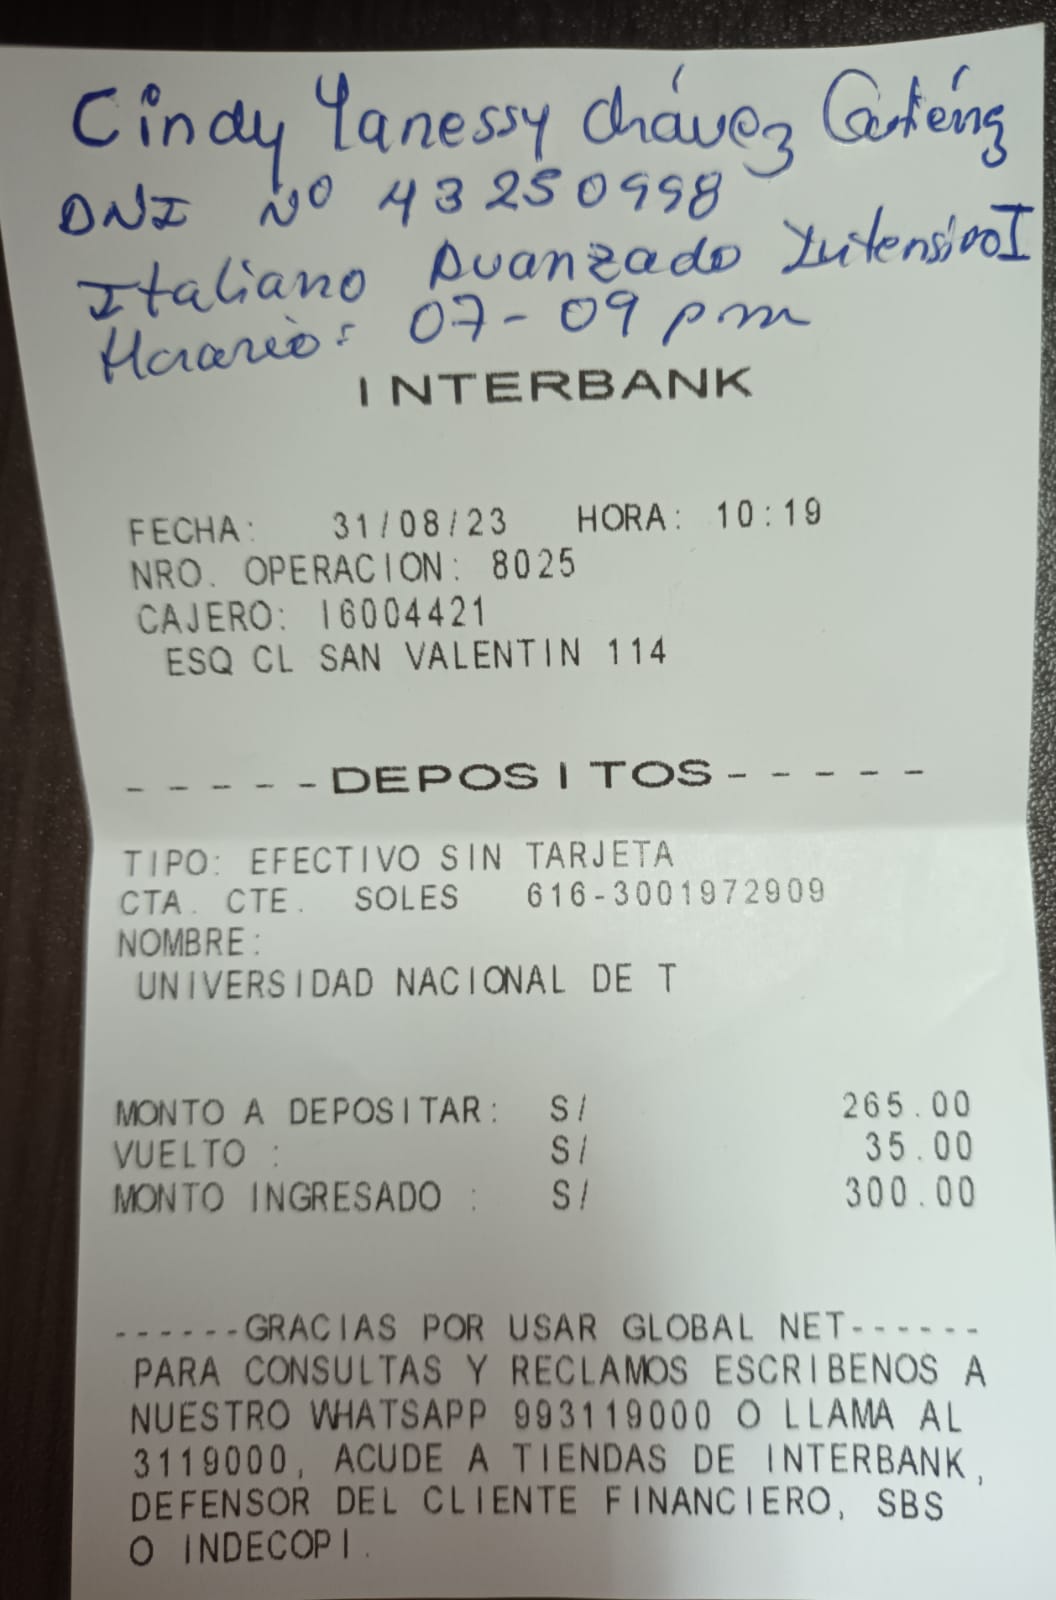 Cindy Yanessy Chávez
DNI Nº 43250998
Italiano Avanzado Intensivo I
Horario: 07-09 pm
INTERBANK
FECHA: 31/08/23 HORA: 10:19
NRO. OPERACION: 8025
CAJERO: 16004421
ESQ CL SAN VALENTIN 114
-----DEPOSITOS-----
TIPO: EFECTIVO SIN TARJETA
CTA. CTE. SOLES 616-3001972909
NOMBRE:
UNIVERSIDAD NACIONAL DE T
MONTO A DEPOSITAR: S/ 265.00
VUELTO : S/ 35.00
MONTO INGRESADO : S/ 300.00
------GRACIAS POR USAR GLOBAL NET------
PARA CONSULTAS Y RECLAMOS ESCRIBENOS A
NUESTRO WHATSAPP 993119000 O LLAMA AL
3119000, ACUDE A TIENDAS DE INTERBANK,
DEFENSOR DEL CLIENTE FINANCIERO, SBS
O INDECOPI.